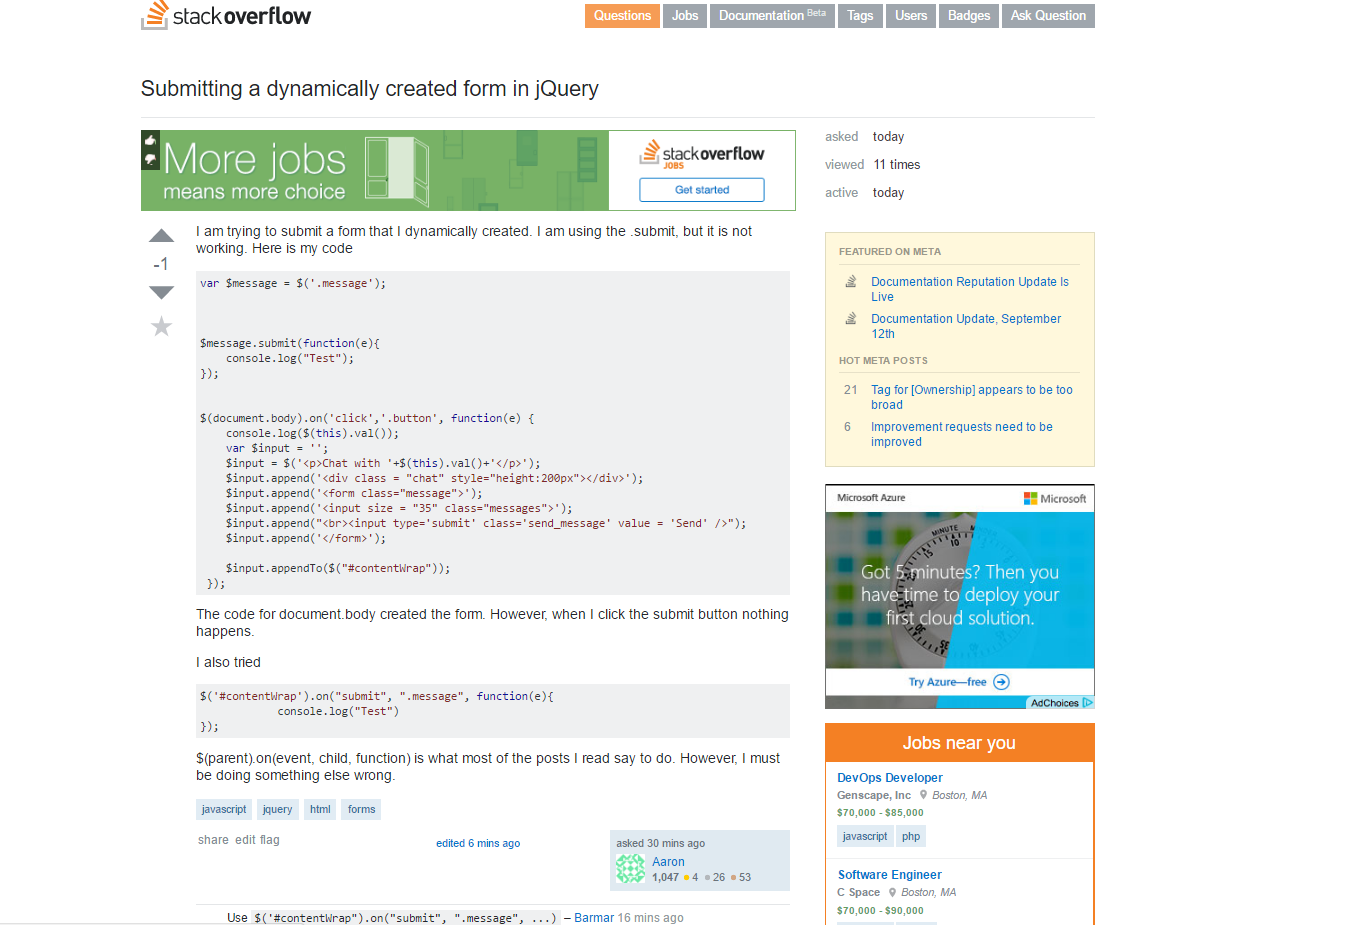 stackoverflow
Questions Jobs Documentation Beta Tags Users Badges Ask Question
Submitting a dynamically created form in jQuery
More jobs
means more choice
stackoverflow
JOBS
Get started
-1
I am trying to submit a form that I dynamically created. I am using the .submit, but it is not
working. Here is my code
var $message = $('.message');
$message.submit(function(e){
console.log("Test");
});
$(document.body).on('click','.button', function(e) {
console.log($(this).val());
var $input = '';
$input = $('<p>Chat with '+$(this).val()+'</p>');
$input.append('<div class = "chat" style="height:200px"></div>');
$input.append('<form class="message">');
$input.append('<input size = "35" class="messages">');
$input.append("<br><input type='submit' class='send_message' value = 'Send' />");
$input.append('</form>');
$input.appendTo($("#contentWrap"));
});
The code for document.body created the form. However, when I click the submit button nothing
happens.
I also tried
$('#contentWrap').on("submit", ".message", function(e){
console.log("Test")
});
$(parent).on(event, child, function) is what most of the posts I read say to do. However, I must
be doing something else wrong.
javascript jquery html forms
share edit flag
edited 6 mins ago
asked 30 mins ago
Aaron
1,047 4 26 53
Use $('#contentWrap").on("submit", ".message", ...) – Barmar 16 mins ago
asked today
viewed 11 times
active today
FEATURED ON META
Documentation Reputation Update Is
Live
Documentation Update, September
12th
HOT META POSTS
21 Tag for [Ownership] appears to be too
broad
6 Improvement requests need to be
improved
Microsoft Azure
Microsoft
MINUTE
Got 5 minutes? Then you
have time to deploy your
first cloud solution.
Try Azure—free
AdChoices
Jobs near you
DevOps Developer
Genscape, Inc Boston, MA
$70,000 - $85,000
javascript php
Software Engineer
C Space Boston, MA
$70,000 - $90,000